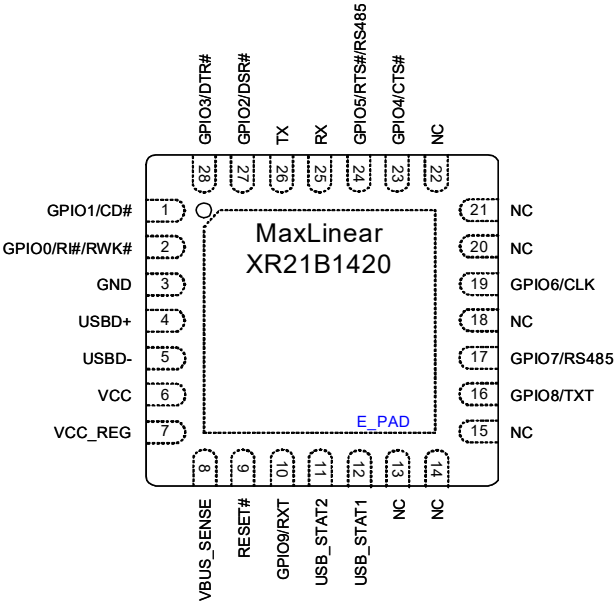 GPIO3/DTR#
GPIO2/DSR#
TX
RX
GPIO5/RTS#/RS485
GPIO4/CTS#
NC
28
27
26
25
24
23
22
GPIO1/CD# 1
GPIO0/RI#/RWK# 2
GND 3
USBD+ 4
USBD- 5
VCC 6
VCC_REG 7
MaxLinear
XR21B1420
E_PAD
21 NC
20 NC
19 GPIO6/CLK
18 NC
17 GPIO7/RS485
16 GPIO8/TXT
15 NC
8
9
10
11
12
13
14
VBUS_SENSE
RESET#
GPIO9/RXT
USB_STAT2
USB_STAT1
NC
NC